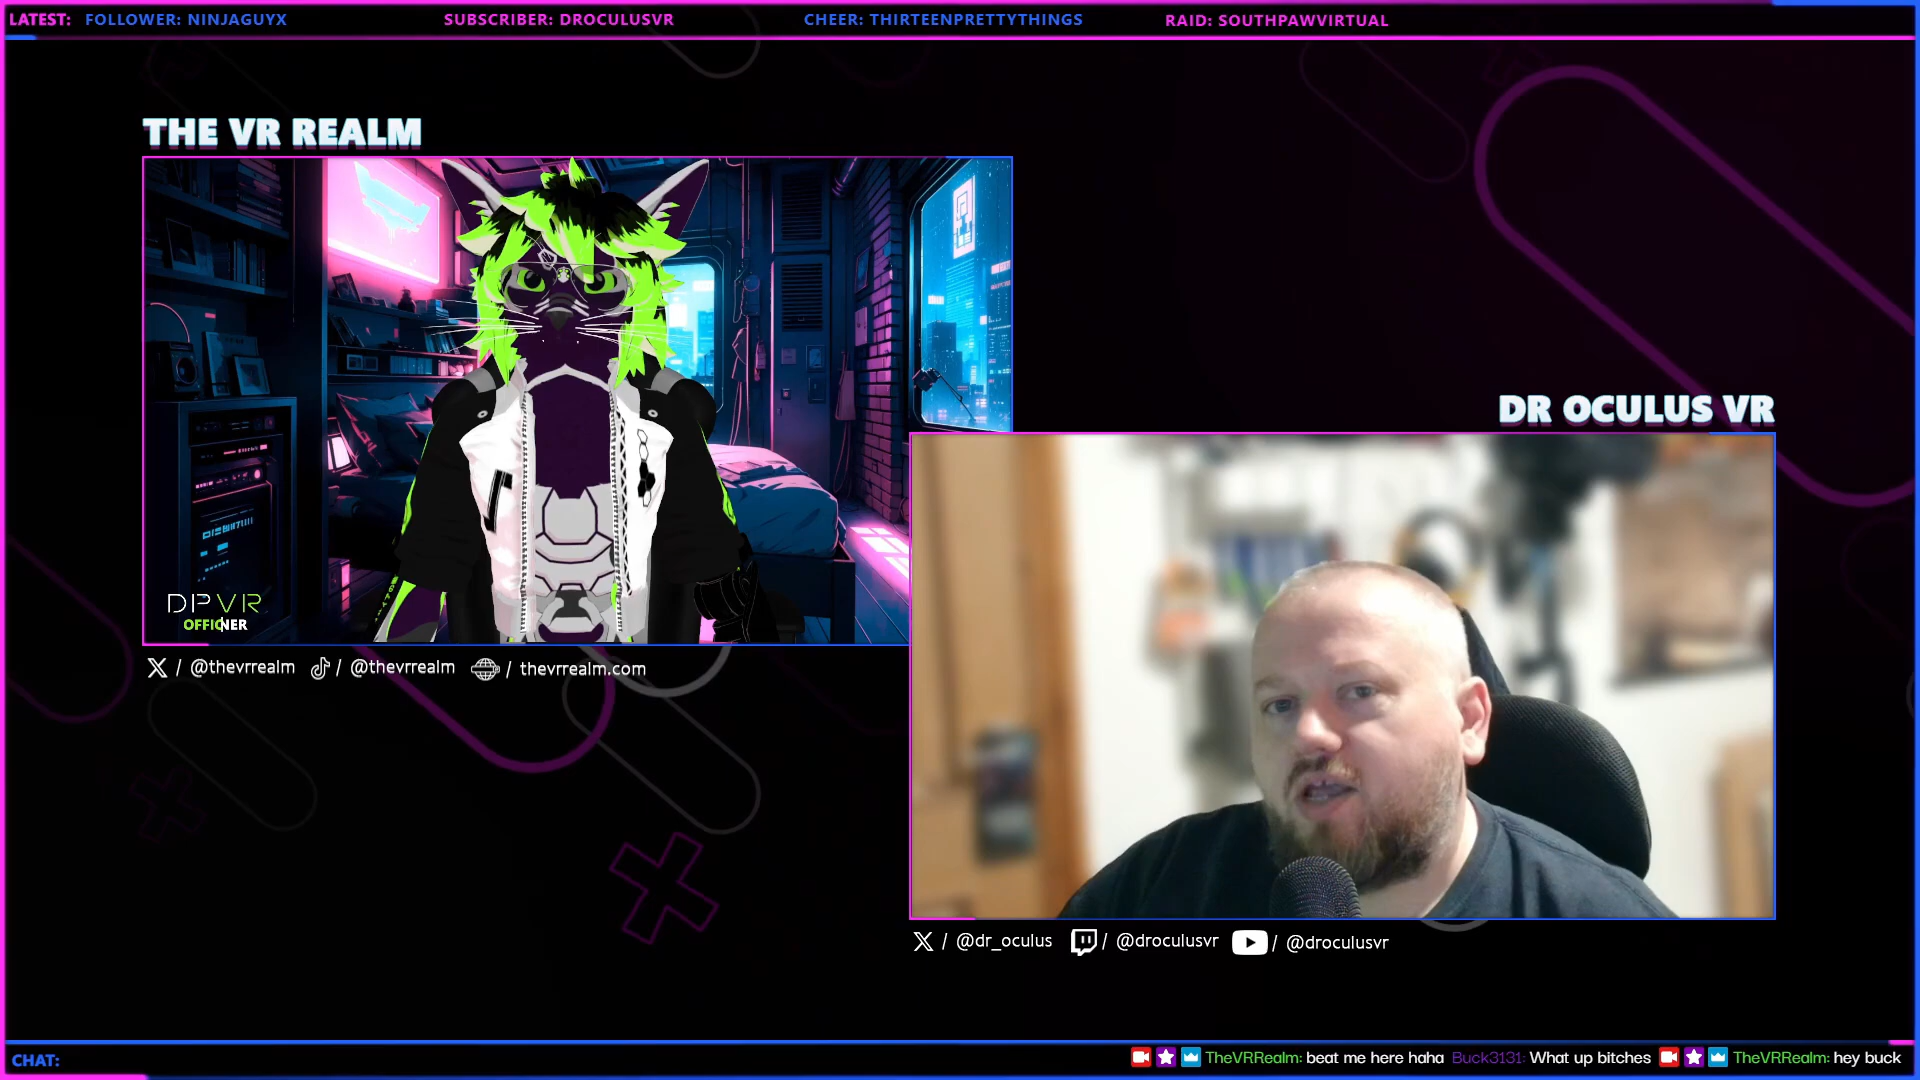 LATEST: FOLLOWER: NINJAGUYX SUBSCRIBER: DROCULUSVR CHEER: THIRTEENPRETTYTHINGS RAID: SOUTHPAWVIRTUAL
THE VR REALM
DPVR
/ @thevrrealm / @thevrrealm / thevrrealm.com
DR OCULUS VR
/ @dr_oculus / @droculusvr / @droculusvr
CHAT: TheVRRealm: beat me here haha Buck3131: What up bitches TheVRRealm: hey buck